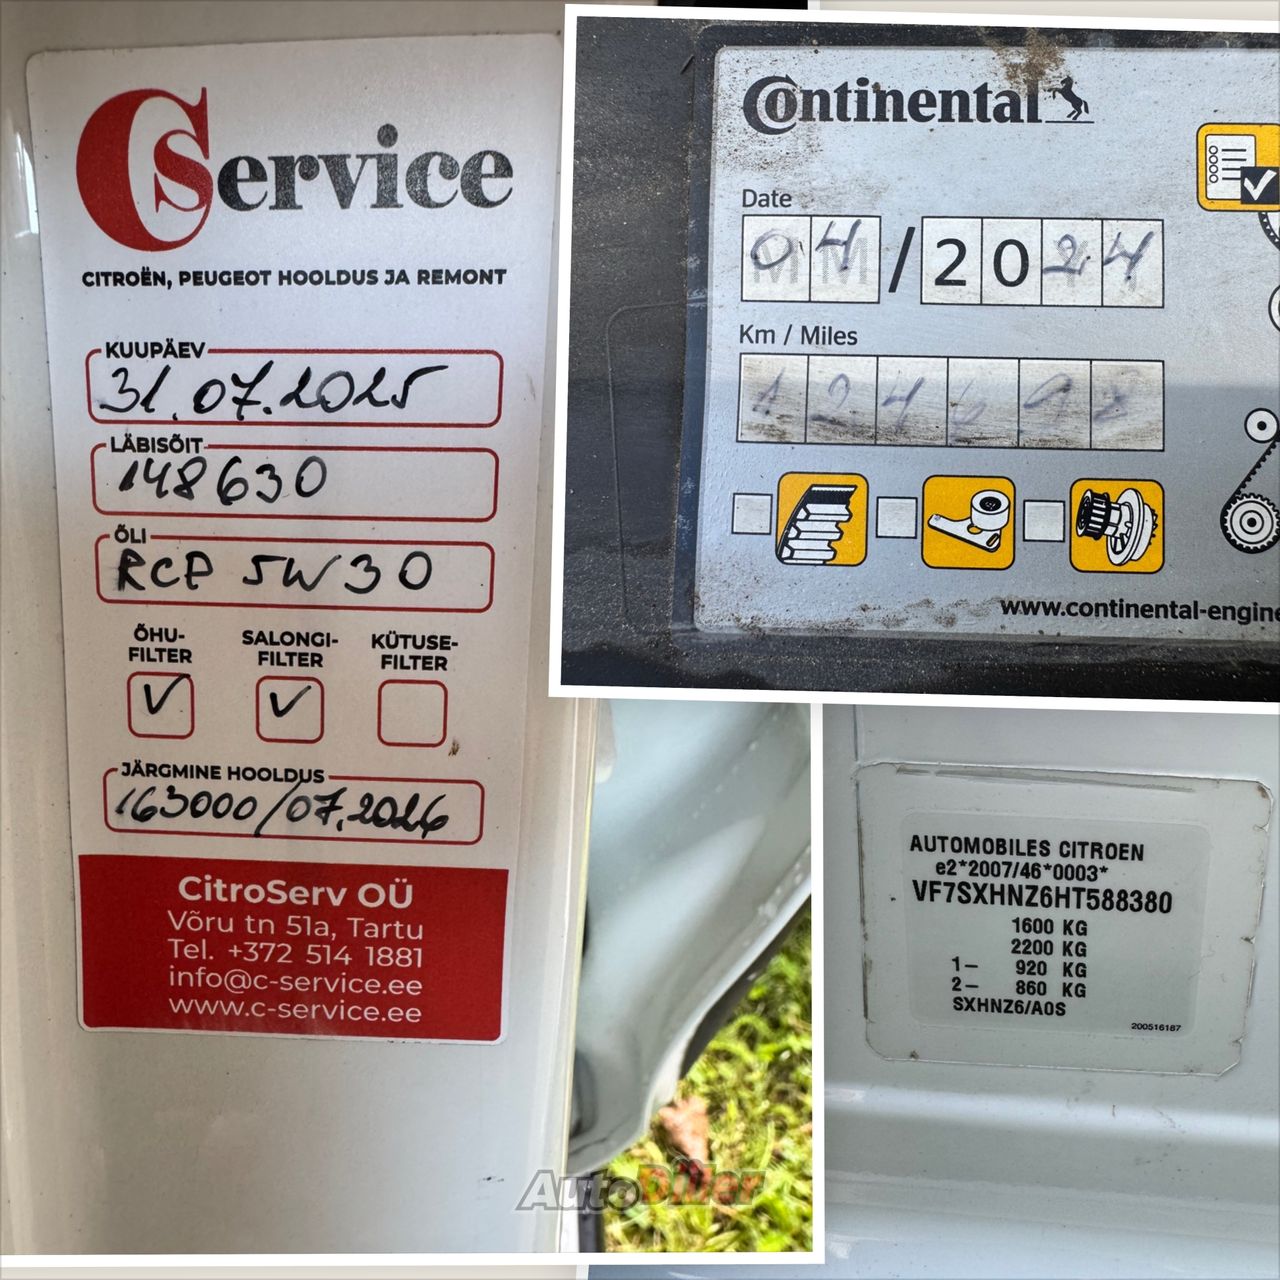 CService
CITROËN, PEUGEOT HOOLDUS JA REMONT
KUUPÄEV
31.07.2025
LÄBISÕIT
148630
ÕLI
RCP 5W30
ÕHU-
FILTER
SALONGI-
FILTER
KÜTUSE-
FILTER
JÄRGMINE HOOLDUS
163000/07.2026
CitroServ OÜ
Võru tn 51a, Tartu
Tel. +372 514 1881
info@c-service.ee
www.c-service.ee
Continental
Date
04/2024
Km / Miles
www.continental-engine
AUTOMOBILES CITROEN
e2*2007/46*0003*
VF7SXHNZ6HT588380
1600 KG
2200 KG
1- 920 KG
2- 860 KG
SXHNZ6/A0S
200516187
AutoDiller